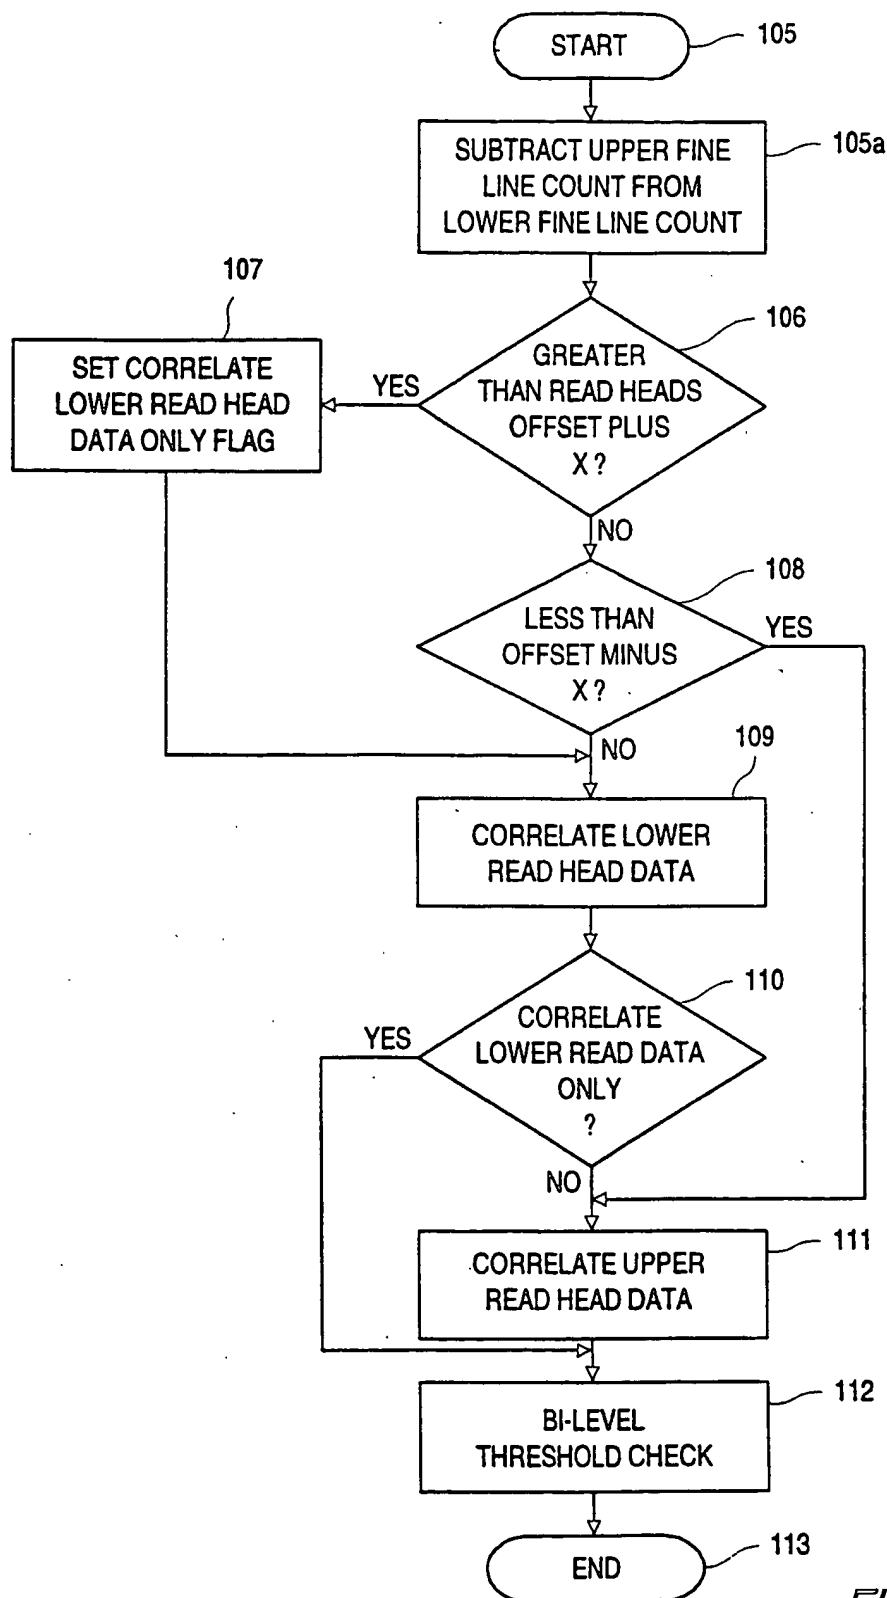 START
105
SUBTRACT UPPER FINE
LINE COUNT FROM
LOWER FINE LINE COUNT
105a
107
SET CORRELATE
LOWER READ HEAD
DATA ONLY FLAG
YES
GREATER
THAN READ HEADS
OFFSET PLUS
X ?
106
NO
LESS THAN
OFFSET MINUS
X ?
108
YES
NO
109
CORRELATE LOWER
READ HEAD DATA
110
YES
CORRELATE
LOWER READ DATA
ONLY
?
NO
CORRELATE UPPER
READ HEAD DATA
111
BI-LEVEL
THRESHOLD CHECK
112
END
113